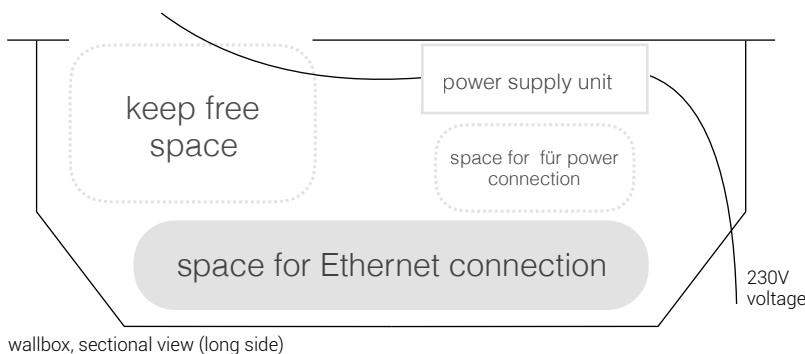 keep free
space
power supply unit
space for für power
connection
space for Ethernet connection
230V
voltage
wallbox, sectional view (long side)